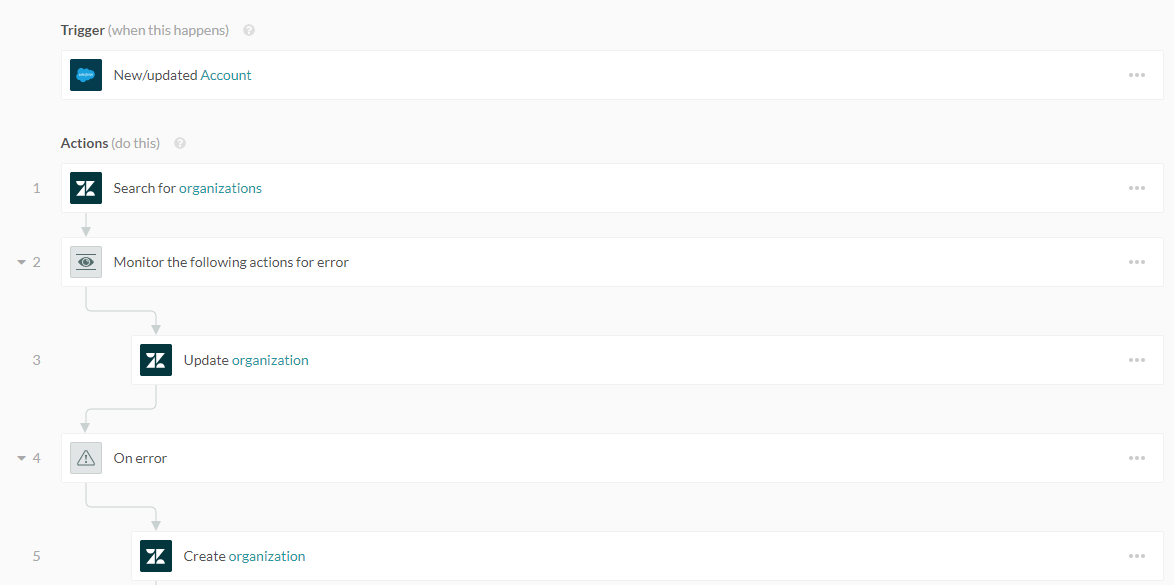 Trigger (when this happens) ?
New/updated Account
Actions (do this) ?
1 Search for organizations
2 Monitor the following actions for error
3 Update organization
4 On error
5 Create organization